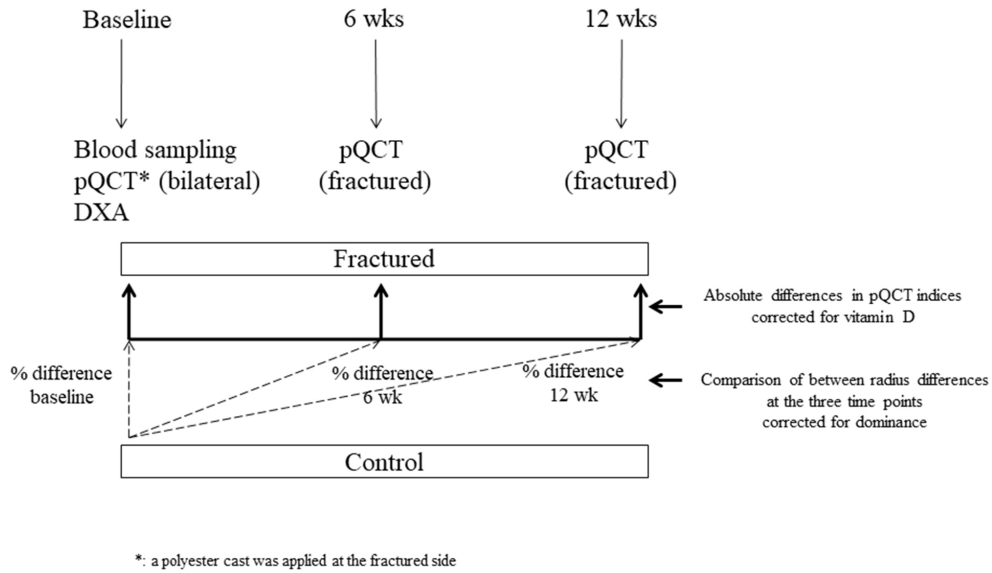 Baseline
6 wks
12 wks
Blood sampling
pQCT* (bilateral)
DXA
pQCT
(fractured)
pQCT
(fractured)
Fractured
Absolute differences in pQCT indices
corrected for vitamin D
% difference
baseline
% difference
6 wk
% difference
12 wk
Comparison of between radius differences
at the three time points
corrected for dominance
Control
*: a polyester cast was applied at the fractured side